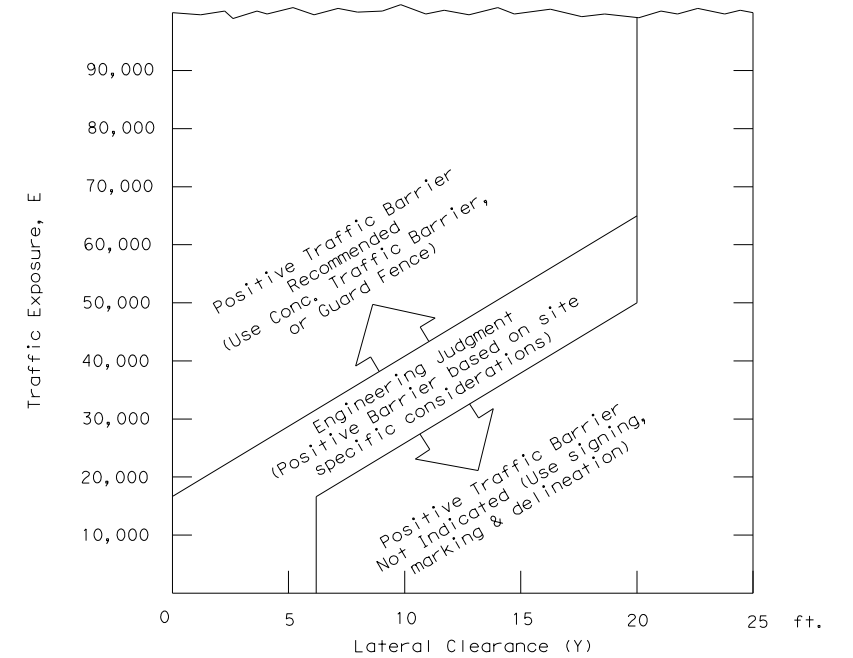 90,000
80,000
70,000
60,000
50,000
40,000
30,000
20,000
10,000
Traffic Exposure, E
Positive Traffic Barrier
Recommended
(Use Conc. Traffic Barrier,
or Guard Fence)
Engineering Judgment
(Positive Barrier based on site
specific considerations)
Positive Traffic Barrier
Not Indicated (Use signing,
marking & delineation)
0 5 10 15 20 25 ft.
Lateral Clearance (Y)